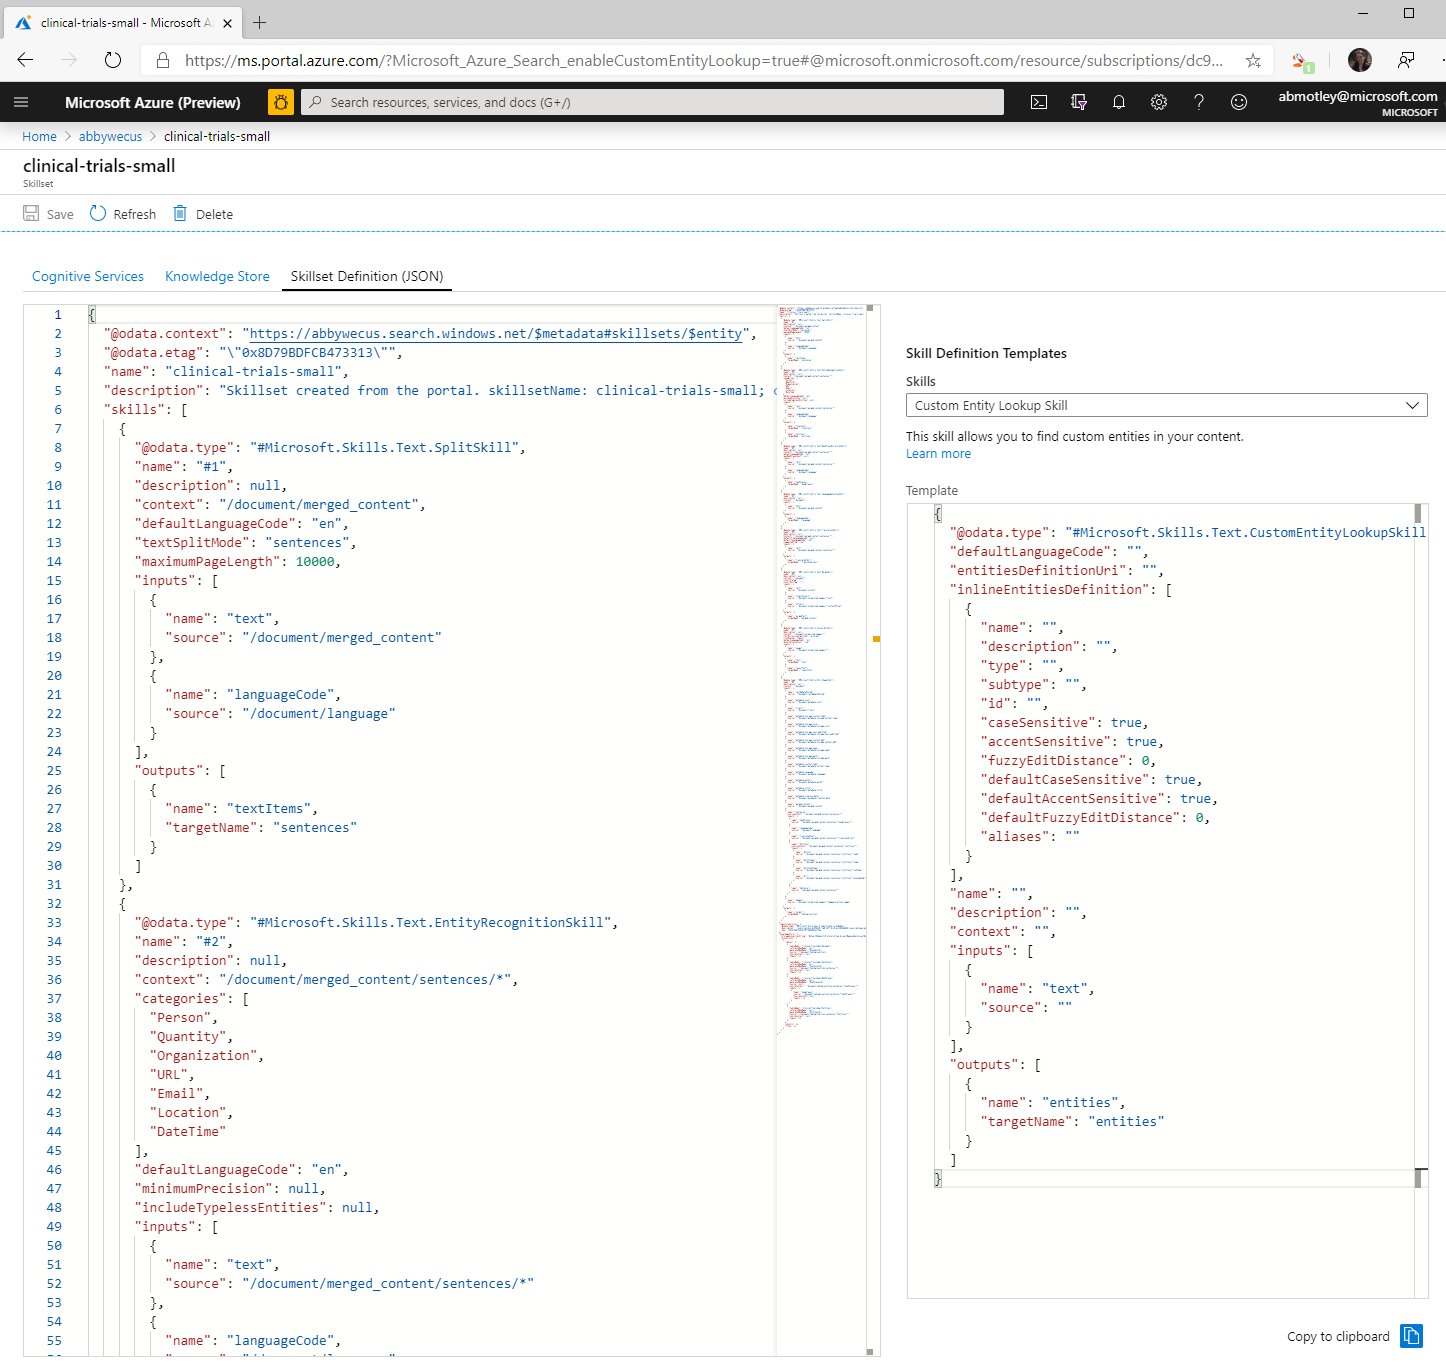 clinical-trials-small - Microsoft A
https://ms.portal.azure.com/?Microsoft_Azure_Search_enableCustomEntityLookup=true#@microsoft.onmicrosoft.com/resource/subscriptions/dc9...
1
Microsoft Azure (Preview)
Search resources, services, and docs (G+/)
abmotley@microsoft.com
MICROSOFT
Home > abbywecus > clinical-trials-small
clinical-trials-small
Skillset
Save Refresh Delete
Cognitive Services Knowledge Store Skillset Definition (JSON)
1 {
2 "@odata.context": "https://abbywecus.search.windows.net/$metadata#skillsets/$entity",
3 "@odata.etag": "\"0x8D79BDFCB473313\"",
4 "name": "clinical-trials-small",
5 "description": "Skillset created from the portal. skillsetName: clinical-trials-small;
6 "skills": [
7 {
8 "@odata.type": "#Microsoft.Skills.Text.SplitSkill",
9 "name": "#1",
10 "description": null,
11 "context": "/document/merged_content",
12 "defaultLanguageCode": "en",
13 "textSplitMode": "sentences",
14 "maximumPageLength": 10000,
15 "inputs": [
16 {
17 "name": "text",
18 "source": "/document/merged_content"
19 },
20 {
21 "name": "languageCode",
22 "source": "/document/language"
23 }
24 ],
25 "outputs": [
26 {
27 "name": "textItems",
28 "targetName": "sentences"
29 }
30 ]
31 },
32 {
33 "@odata.type": "#Microsoft.Skills.Text.EntityRecognitionSkill",
34 "name": "#2",
35 "description": null,
36 "context": "/document/merged_content/sentences/*",
37 "categories": [
38 "Person",
39 "Quantity",
40 "Organization",
41 "URL",
42 "Email",
43 "Location",
44 "DateTime"
45 ],
46 "defaultLanguageCode": "en",
47 "minimumPrecision": null,
48 "includeTypelessEntities": null,
49 "inputs": [
50 {
51 "name": "text",
52 "source": "/document/merged_content/sentences/*"
53 },
54 {
55 "name": "languageCode",
Skill Definition Templates
Skills
Custom Entity Lookup Skill
This skill allows you to find custom entities in your content.
Learn more
Template
{
"@odata.type": "#Microsoft.Skills.Text.CustomEntityLookupSkill
"defaultLanguageCode": "",
"entitiesDefinitionUri": "",
"inlineEntitiesDefinition": [
{
"name": "",
"description": "",
"type": "",
"subtype": "",
"id": "",
"caseSensitive": true,
"accentSensitive": true,
"fuzzyEditDistance": 0,
"defaultCaseSensitive": true,
"defaultAccentSensitive": true,
"defaultFuzzyEditDistance": 0,
"aliases": ""
}
],
"name": "",
"description": "",
"context": "",
"inputs": [
{
"name": "text",
"source": ""
}
],
"outputs": [
{
"name": "entities",
"targetName": "entities"
}
]
}
Copy to clipboard